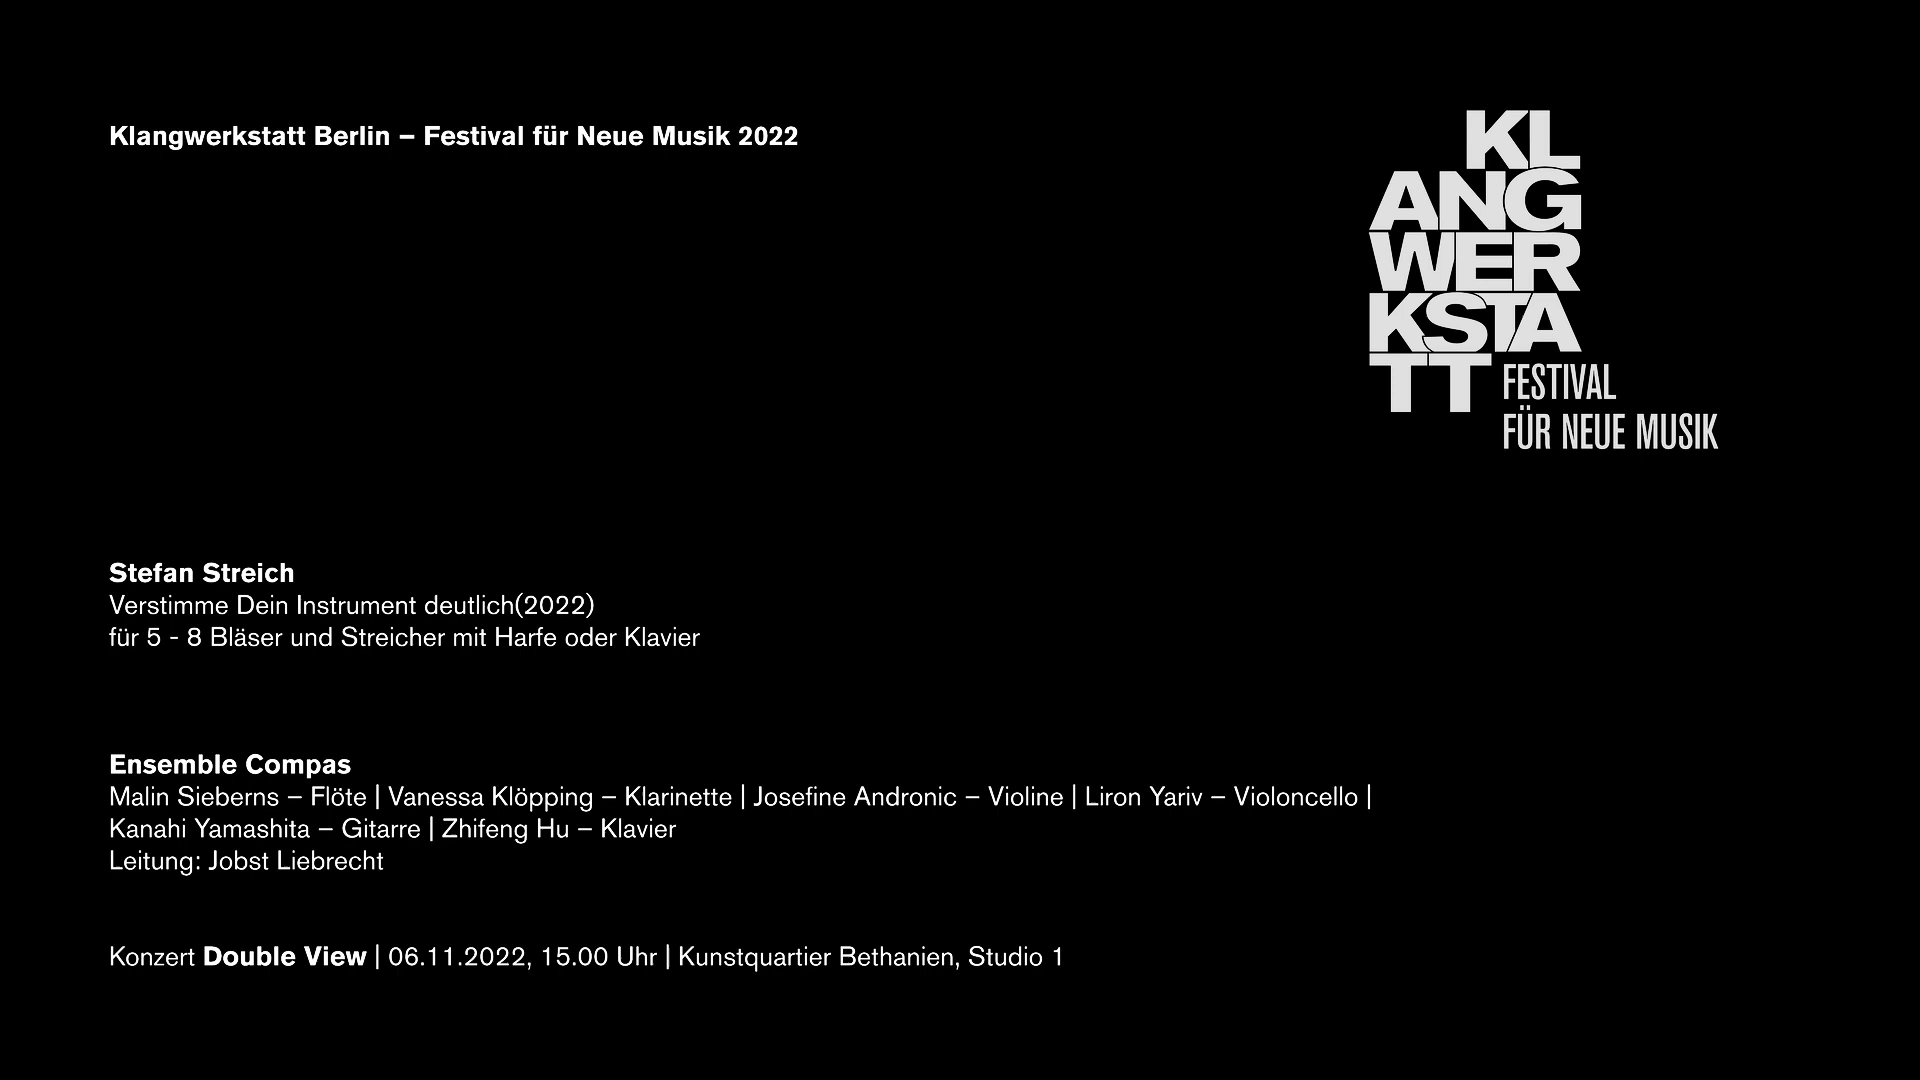 Klangwerkstatt Berlin – Festival für Neue Musik 2022
KL
ANG
WER
KSTA
TT
FESTIVAL
FÜR NEUE MUSIK
Stefan Streich
Verstimme Dein Instrument deutlich(2022)
für 5 - 8 Bläser und Streicher mit Harfe oder Klavier
Ensemble Compas
Malin Sieberns – Flöte | Vanessa Klöpping – Klarinette | Josefine Andronic – Violine | Liron Yariv – Violoncello |
Kanahi Yamashita – Gitarre | Zhifeng Hu – Klavier
Leitung: Jobst Liebrecht
Konzert Double View | 06.11.2022, 15.00 Uhr | Kunstquartier Bethanien, Studio 1